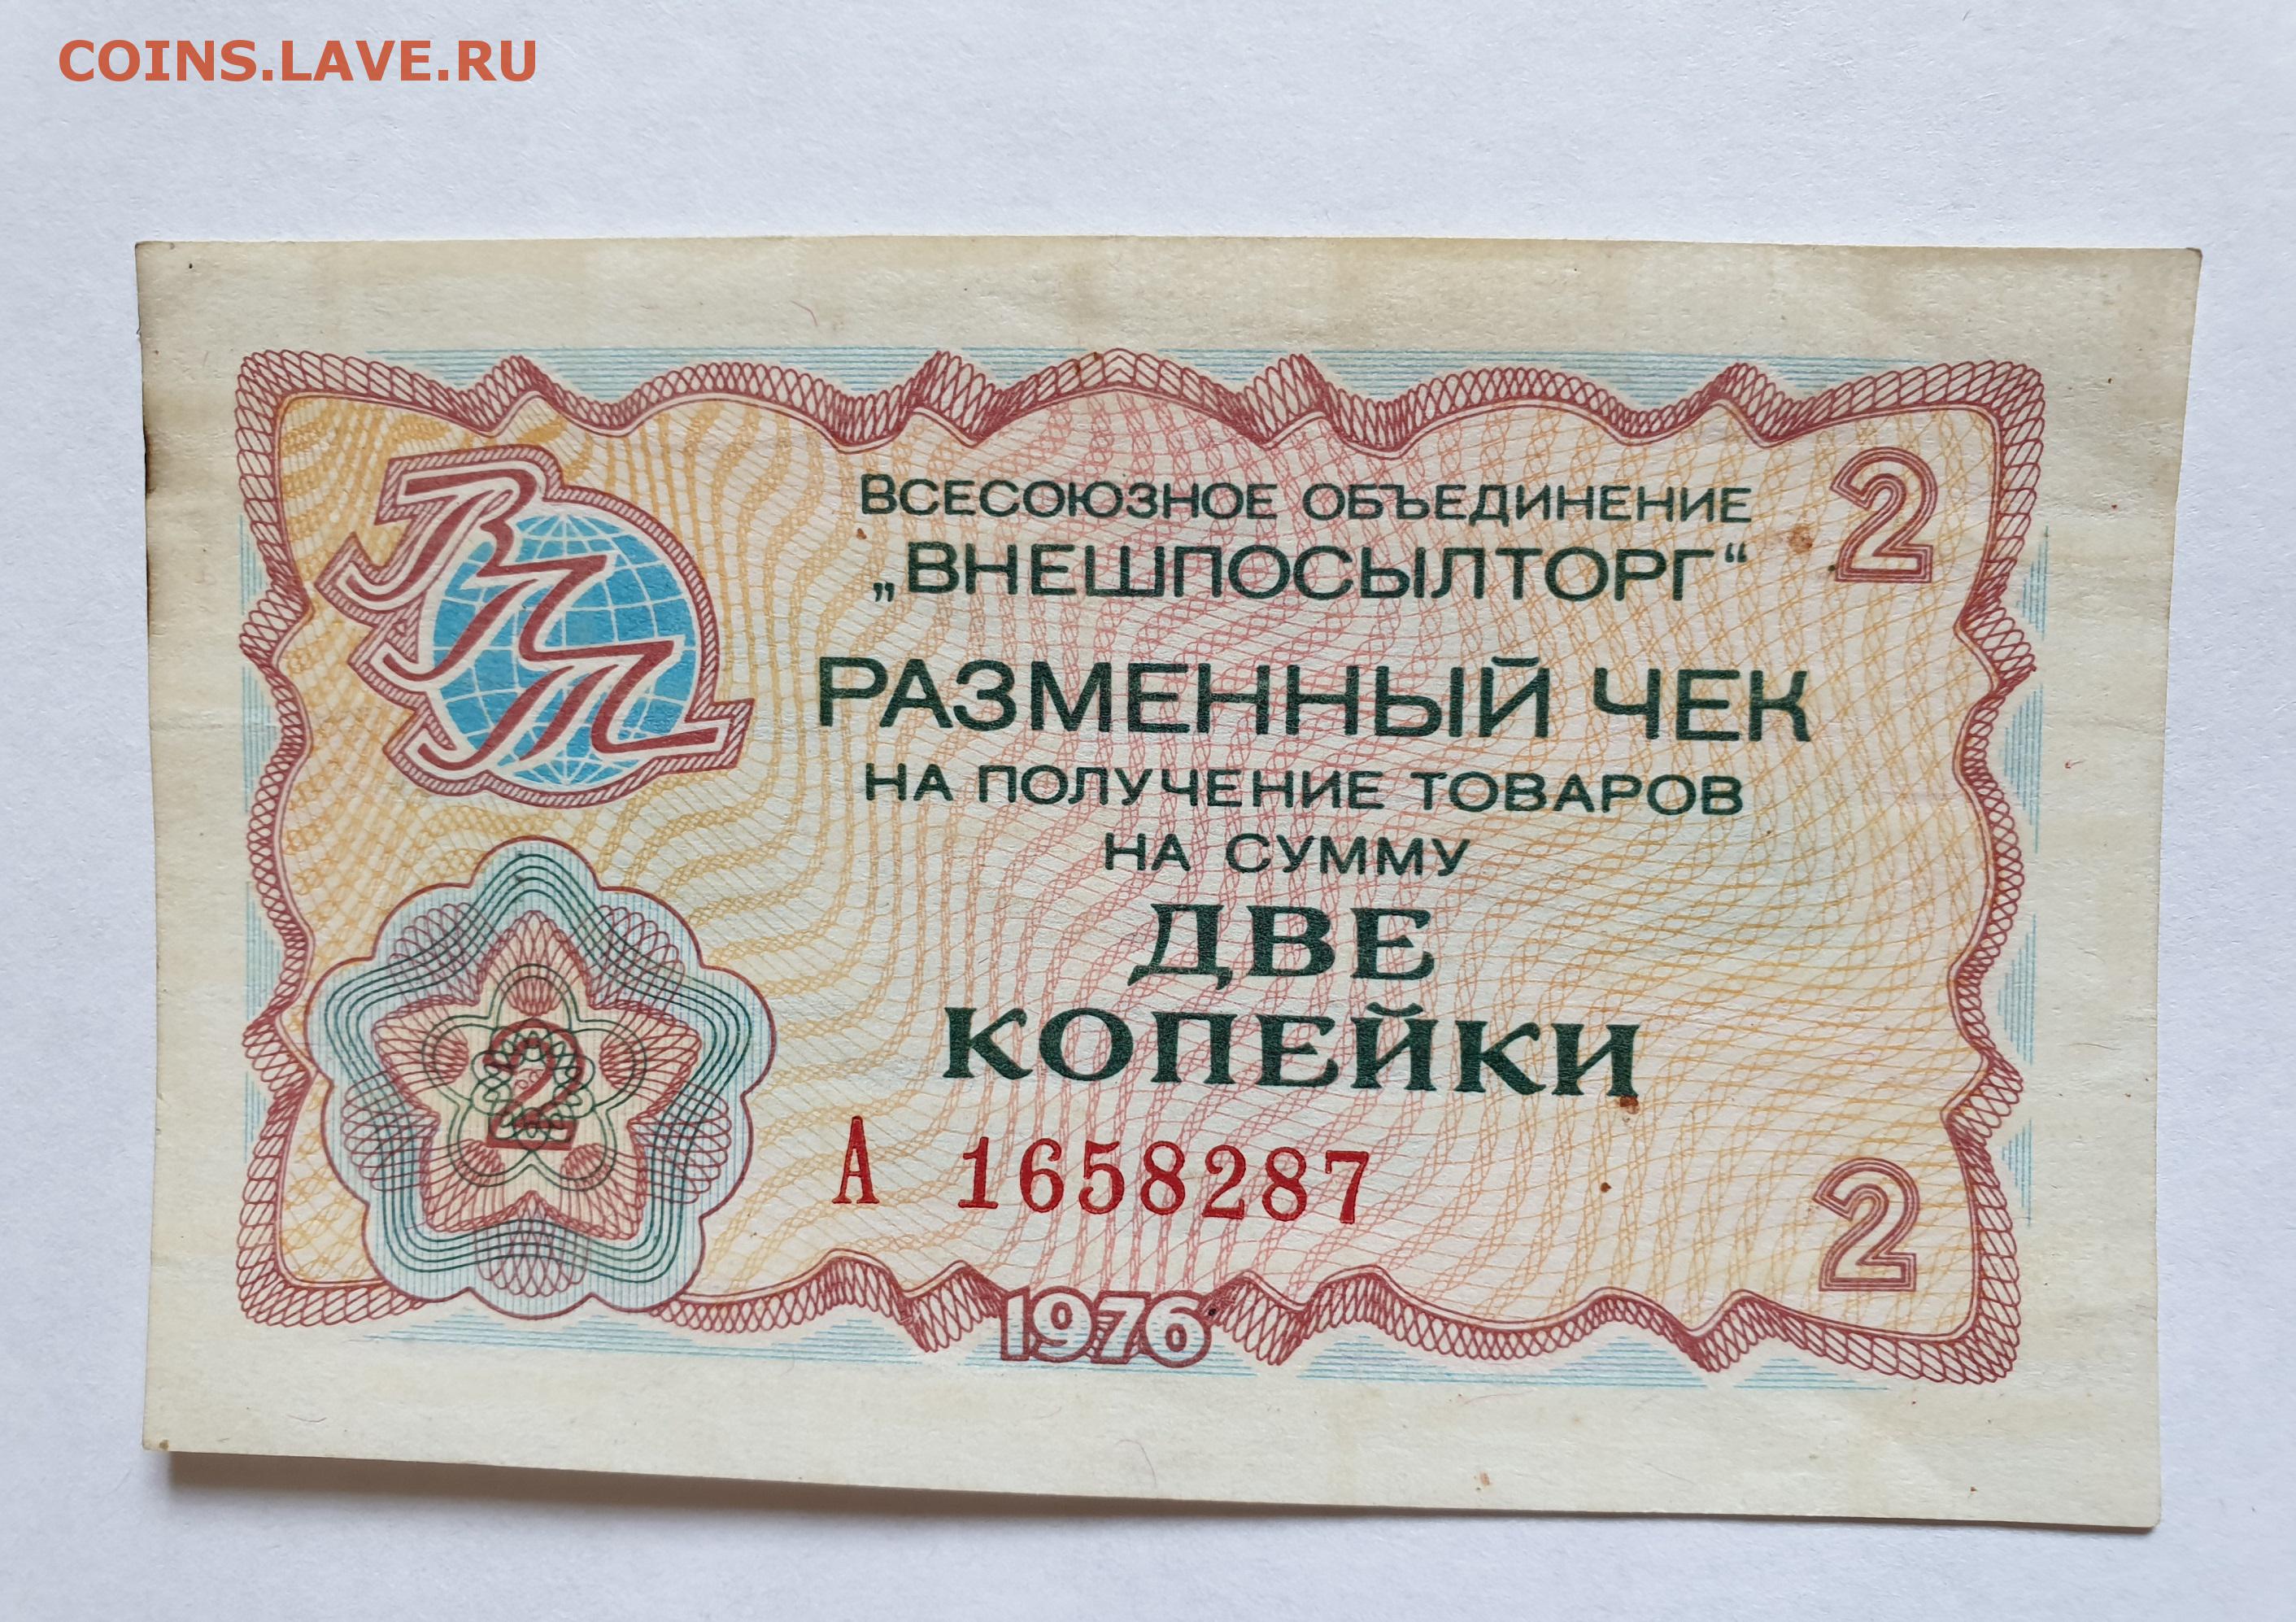 COINS.LAVE.RU
ВПТ
ВСЕСОЮЗНОЕ ОБЪЕДИНЕНИЕ
2
„ВНЕШПОСЫЛТОРГ“
РАЗМЕННЫЙ ЧЕК
НА ПОЛУЧЕНИЕ ТОВАРОВ
НА СУММУ
ДВЕ
КОПЕЙКИ
2
А 1658287
2
1976